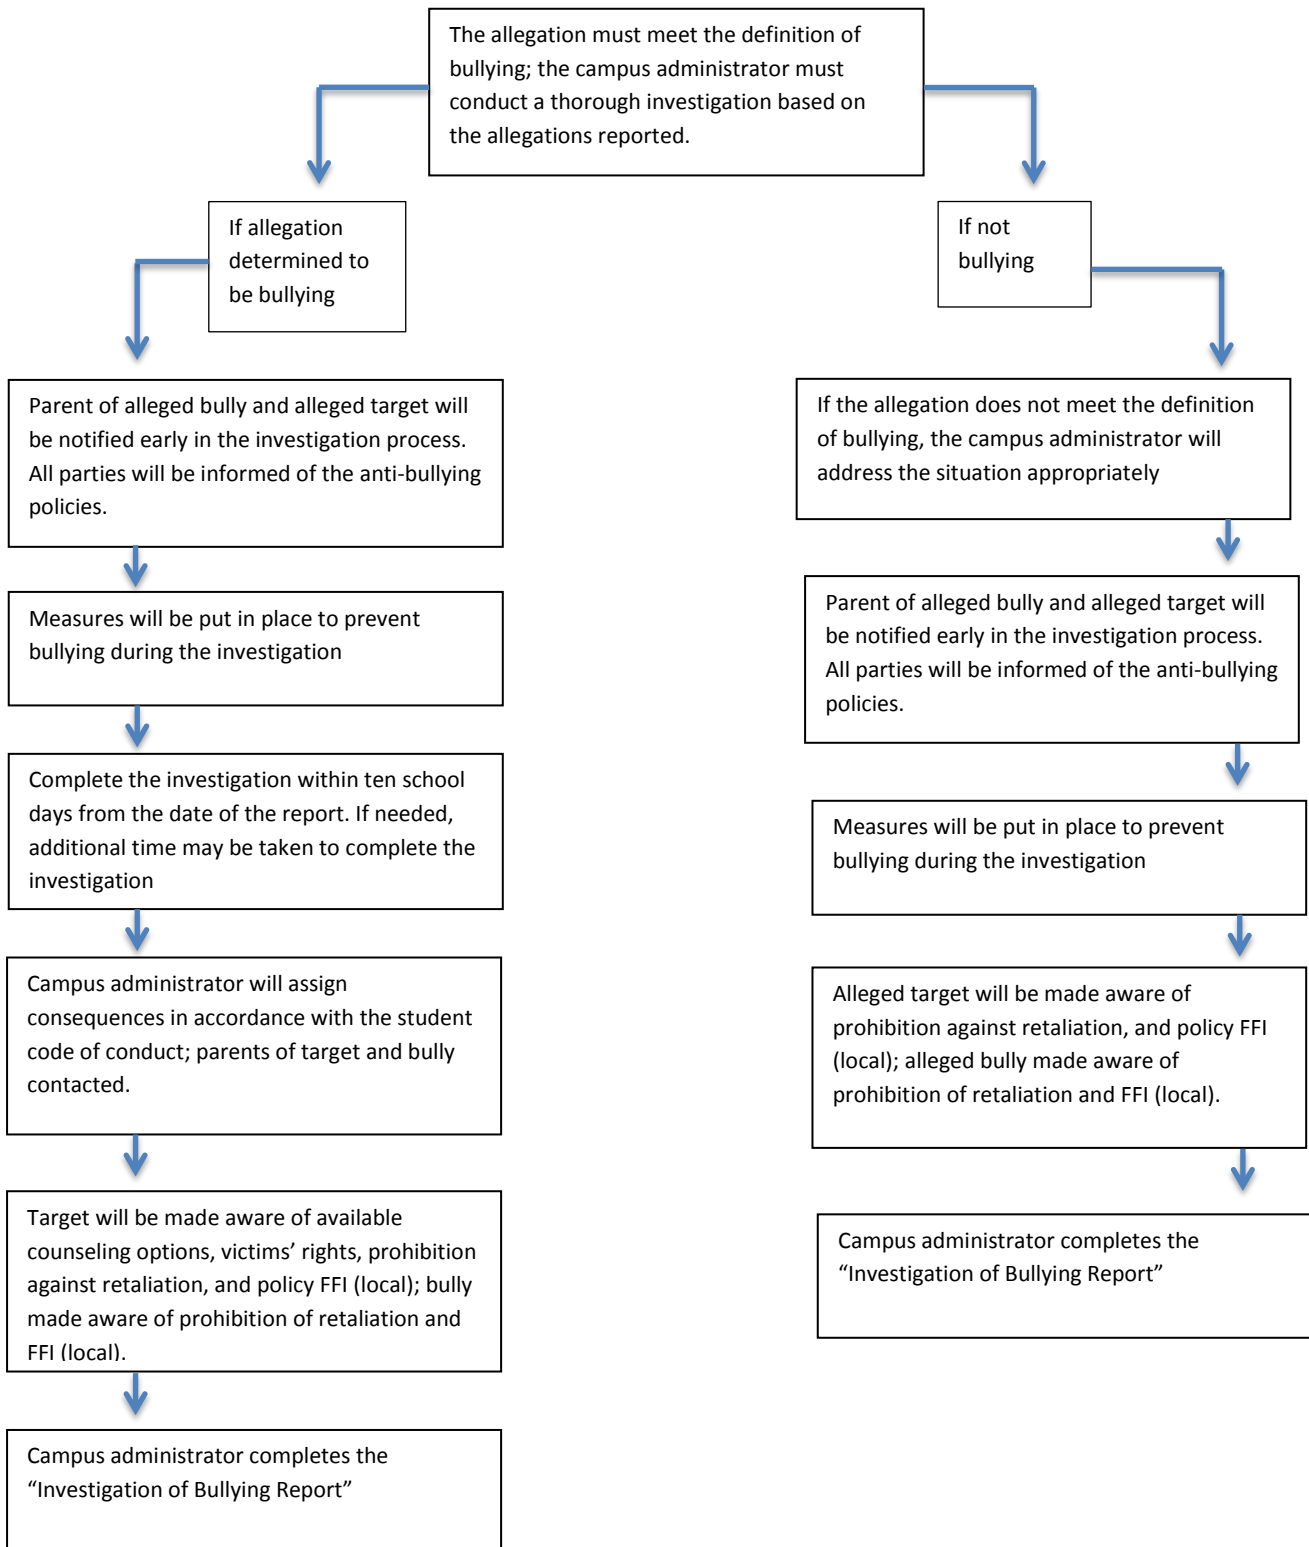 The allegation must meet the definition of
bullying; the campus administrator must
conduct a thorough investigation based on
the allegations reported.
If allegation
determined to
be bullying
If not
bullying
Parent of alleged bully and alleged target will
be notified early in the investigation process.
All parties will be informed of the anti-bullying
policies.
Measures will be put in place to prevent
bullying during the investigation
Complete the investigation within ten school
days from the date of the report. If needed,
additional time may be taken to complete the
investigation
Campus administrator will assign
consequences in accordance with the student
code of conduct; parents of target and bully
contacted.
Target will be made aware of available
counseling options, victims’ rights, prohibition
against retaliation, and policy FFI (local); bully
made aware of prohibition of retaliation and
FFI (local).
Campus administrator completes the
“Investigation of Bullying Report”
If the allegation does not meet the definition
of bullying, the campus administrator will
address the situation appropriately
Parent of alleged bully and alleged target will
be notified early in the investigation process.
All parties will be informed of the anti-bullying
policies.
Measures will be put in place to prevent
bullying during the investigation
Alleged target will be made aware of
prohibition against retaliation, and policy FFI
(local); alleged bully made aware of
prohibition of retaliation and FFI (local).
Campus administrator completes the
“Investigation of Bullying Report”